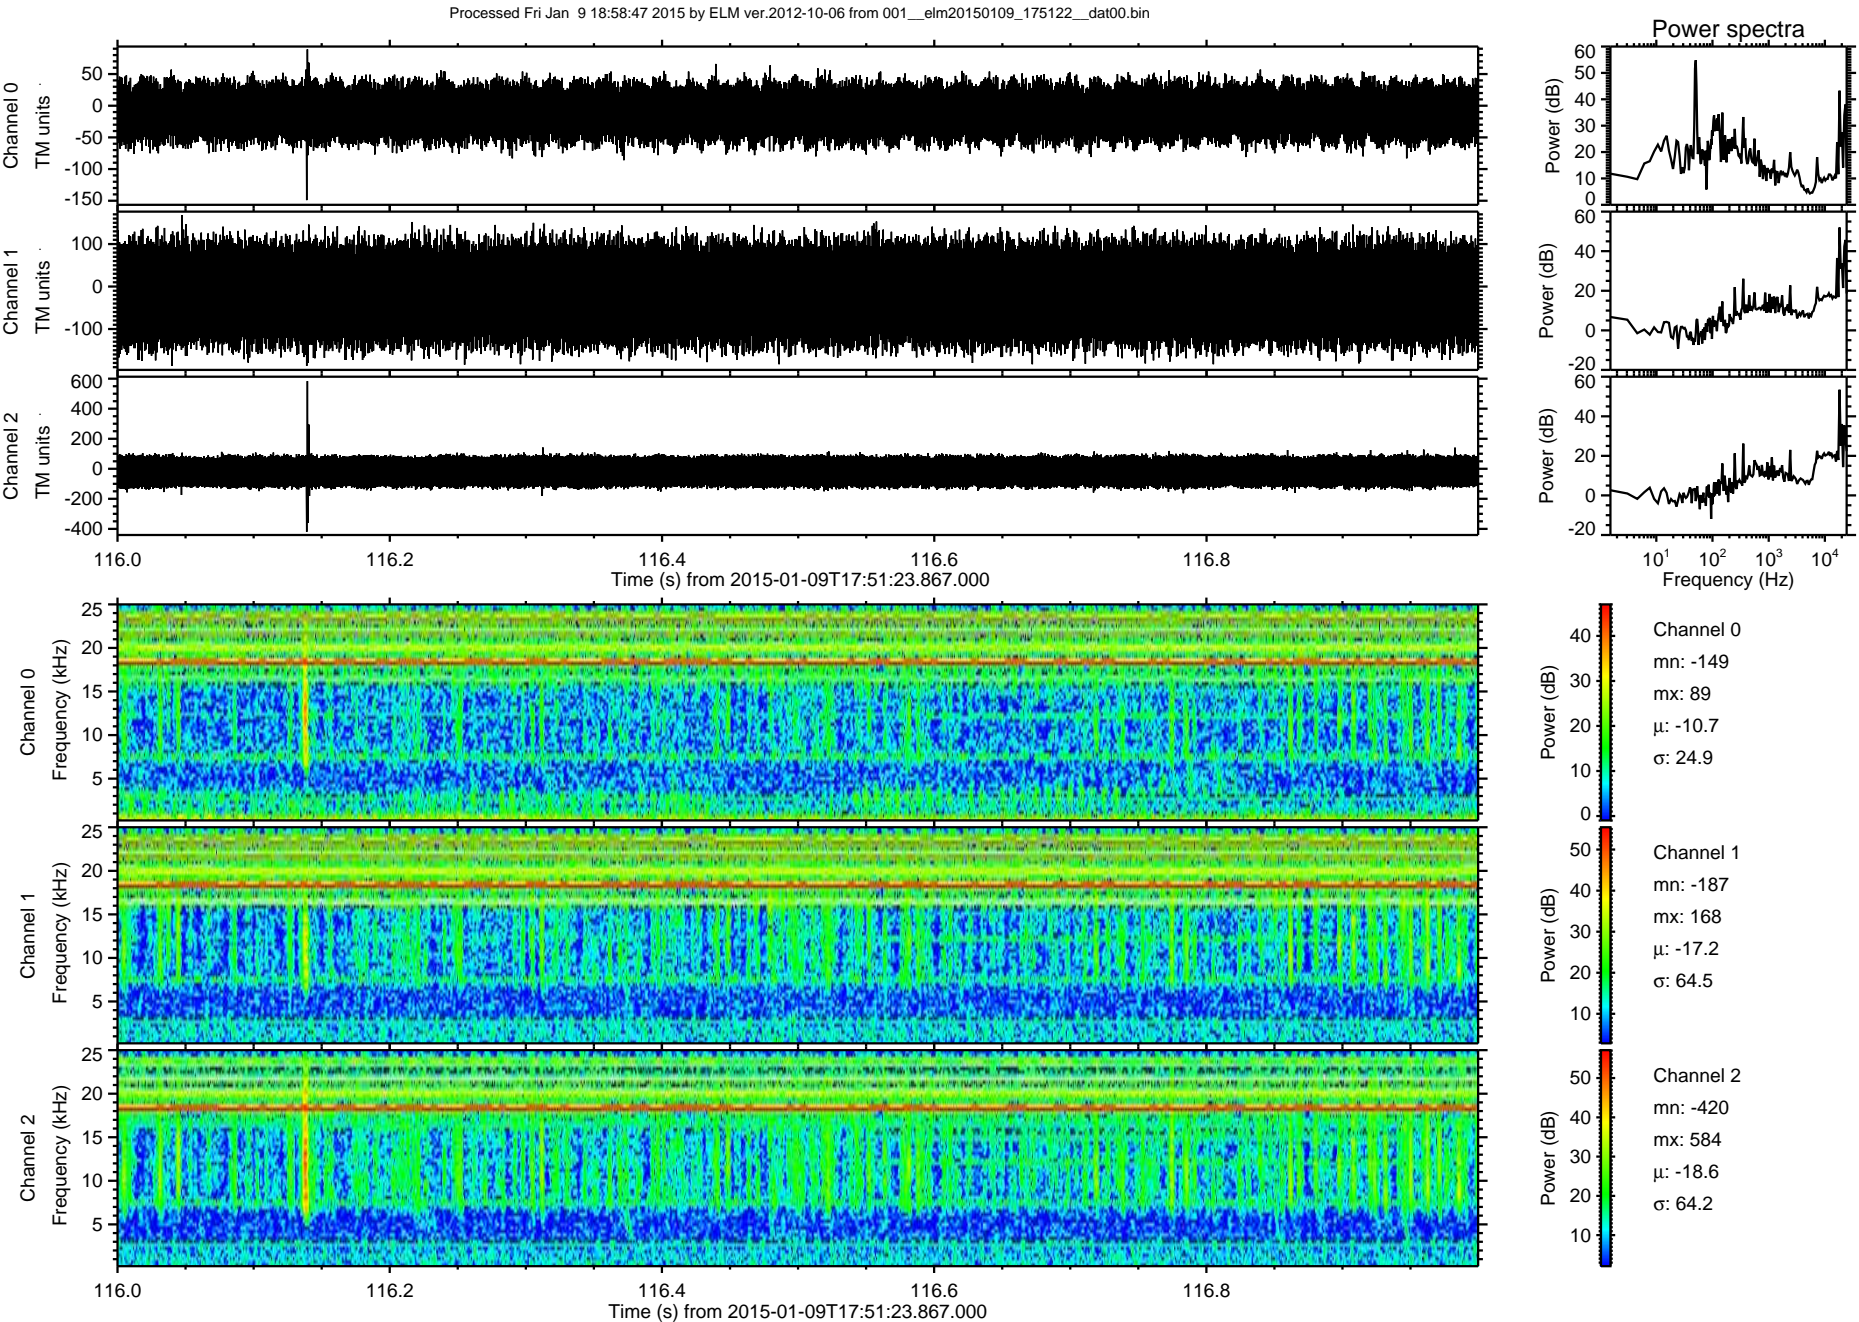 Processed Fri Jan  9 18:58:47 2015 by ELM ver.2012-10-06 from 001__elm20150109_175122__dat00.bin
Power spectra
Channel 0
TM units
50
0
-50
-100
-150
Power (dB)
60
50
40
30
20
10
0
Channel 1
TM units
100
0
-100
Power (dB)
60
40
20
0
-20
Channel 2
TM units
600
400
200
0
-200
-400
Power (dB)
60
40
20
0
-20
116.0 116.2 116.4 116.6 116.8
Time (s) from 2015-01-09T17:51:23.867.000
10¹ 10² 10³ 10⁴
Frequency (Hz)
Channel 0
Frequency (kHz)
25
20
15
10
5
Power (dB)
40
30
20
10
0
Channel 0
mn: -149
mx: 89
μ: -10.7
σ: 24.9
Channel 1
Frequency (kHz)
25
20
15
10
5
Power (dB)
50
40
30
20
10
Channel 1
mn: -187
mx: 168
μ: -17.2
σ: 64.5
Channel 2
Frequency (kHz)
25
20
15
10
5
Power (dB)
50
40
30
20
10
Channel 2
mn: -420
mx: 584
μ: -18.6
σ: 64.2
116.0 116.2 116.4 116.6 116.8
Time (s) from 2015-01-09T17:51:23.867.000